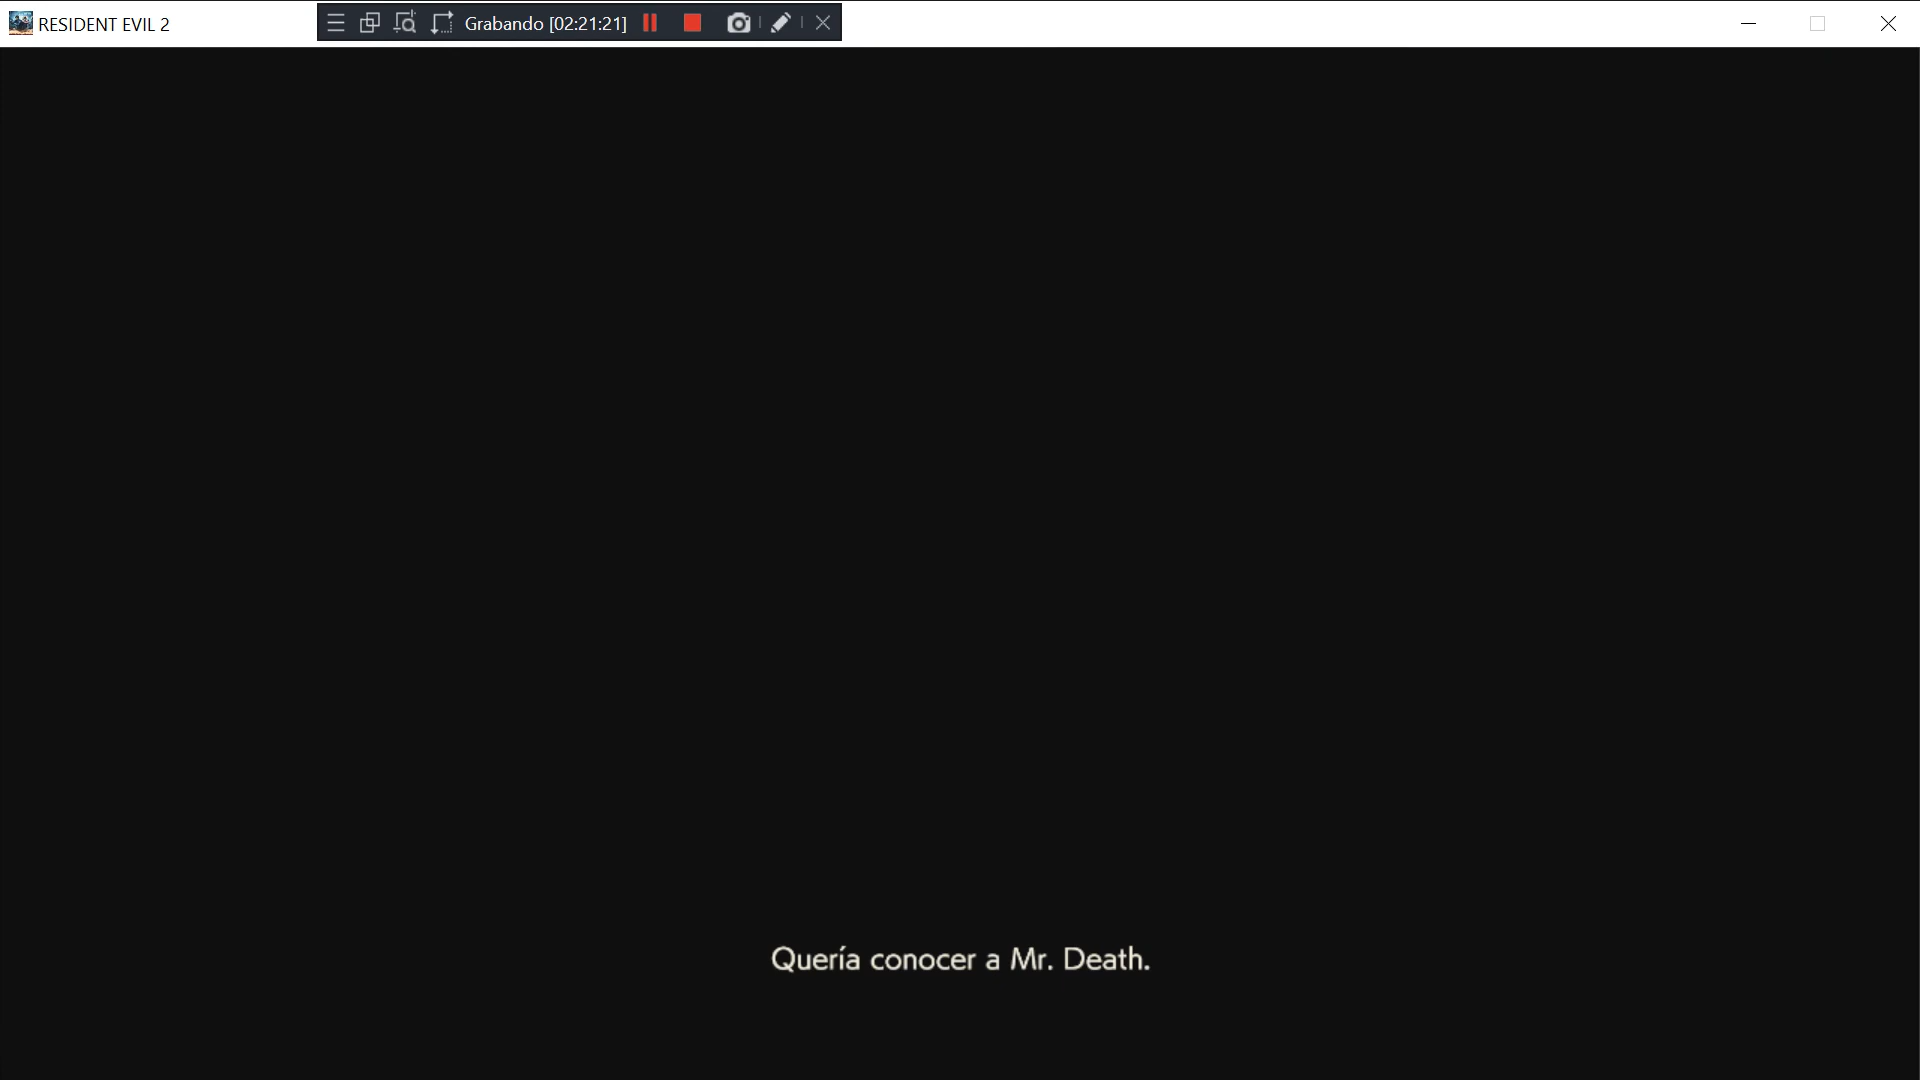 RESIDENT EVIL 2
Grabando [02:21:21]
Quería conocer a Mr. Death.